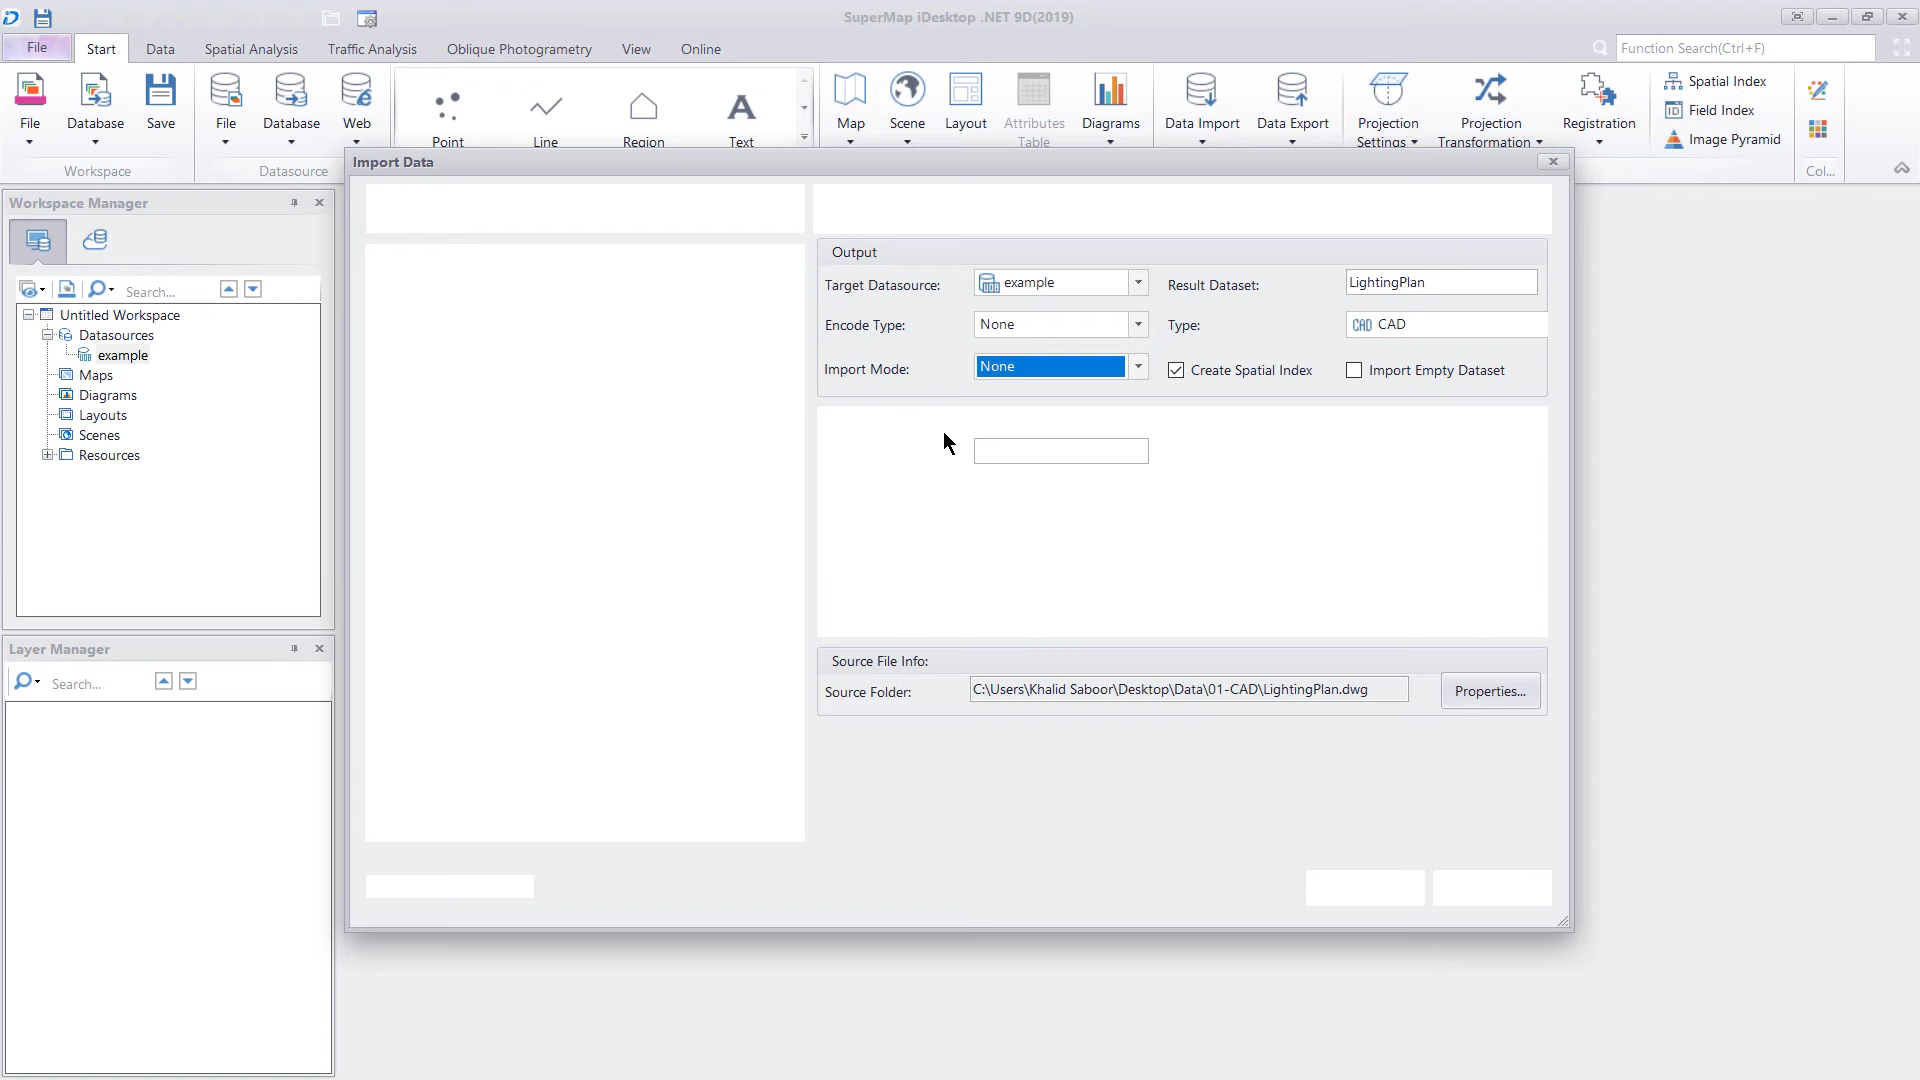 SuperMap iDesktop .NET 9D(2019)
File
Start
Data
Spatial Analysis
Traffic Analysis
Oblique Photogrametry
View
Online
Function Search(Ctrl+F)
File
Database
Save
Workspace
File
Database
Web
Datasource
Point
Line
Region
Text
Map
Scene
Layout
Attributes
Table
Diagrams
Data Import
Data Export
Projection
Settings
Projection
Transformation
Registration
Spatial Index
Field Index
Image Pyramid
Col...
Workspace Manager
Search...
Untitled Workspace
Datasources
example
Maps
Diagrams
Layouts
Scenes
Resources
Layer Manager
Search...
Import Data
Output
Target Datasource:
example
Result Dataset:
LightingPlan
Encode Type:
None
Type:
CAD CAD
Import Mode:
None
Create Spatial Index
Import Empty Dataset
Source File Info:
Source Folder:
C:\Users\Khalid Saboor\Desktop\Data\01-CAD\LightingPlan.dwg
Properties...